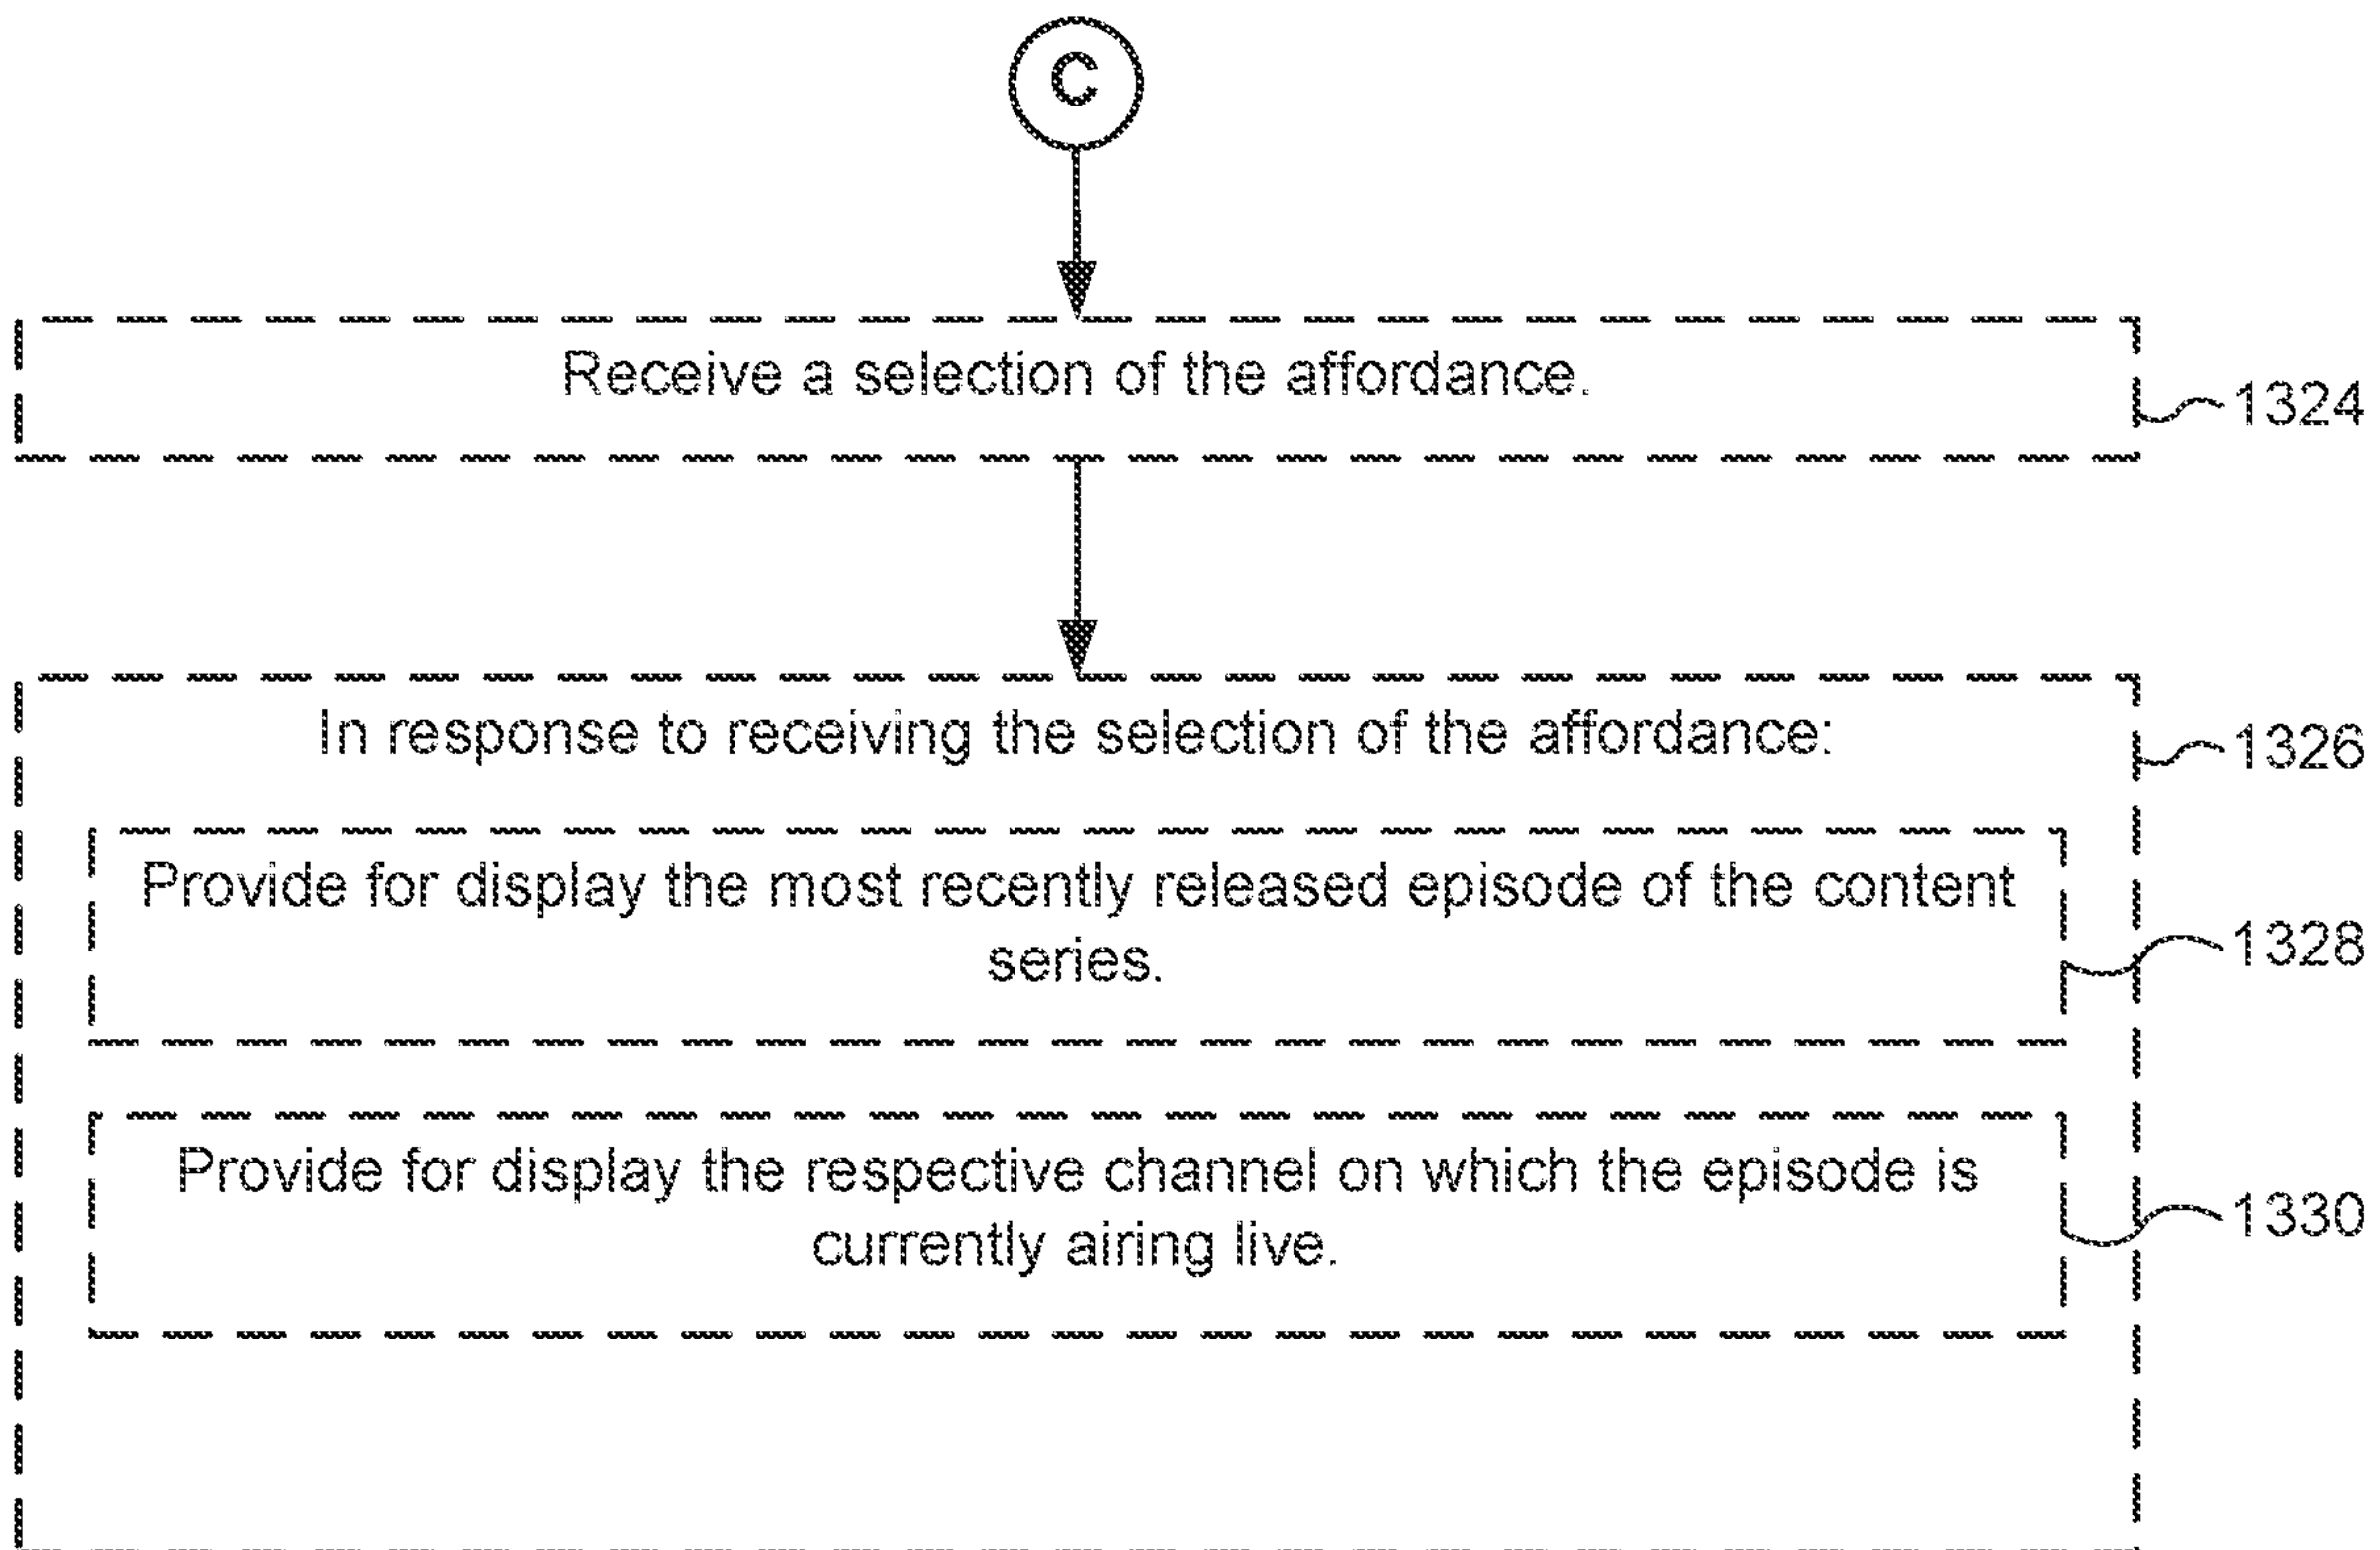 C
Receive a selection of the affordance.
1324
In response to receiving the selection of the affordance:
1326
Provide for display the most recently released episode of the content
series.
1328
Provide for display the respective channel on which the episode is
currently airing live.
1330